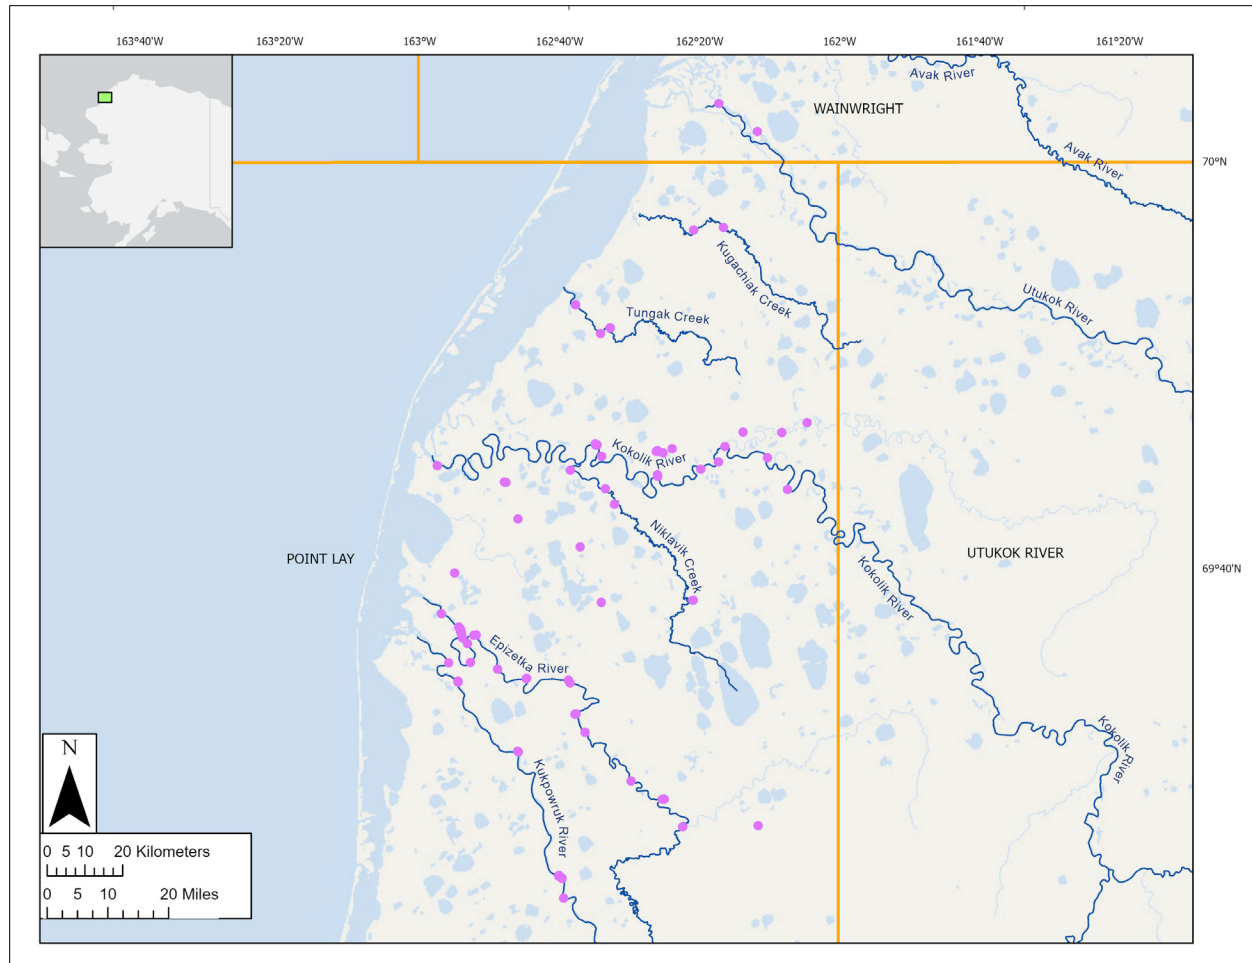 163°40'W 163°20'W 163°W 162°40'W 162°20'W 162°W 161°40'W 161°20'W
Avak River
WAINWRIGHT
Avak River
70°N
Kugachiak Creek
Utukok River
Tungak Creek
Kokolik River
Niklavik Creek
POINT LAY
UTUKOK RIVER
69°40'N
Kokolik River
Epizetka River
Kokolik River
N
Kukpowruk River
0 5 10 20 Kilometers
0 5 10 20 Miles